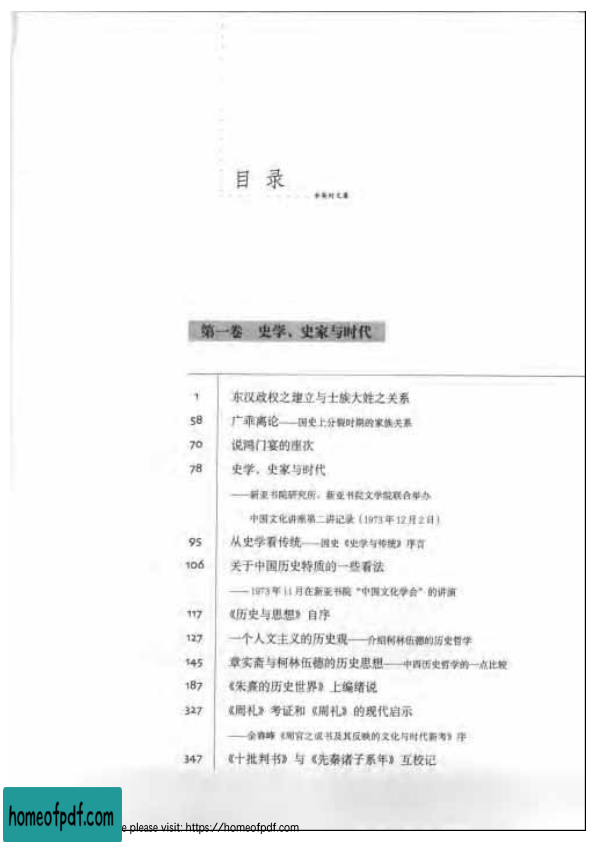 目 录
余英时文集
第一卷 史学、史家与时代
1 东汉政权之建立与士族大姓之关系
58 广乖离论——国史上分裂时期的家族关系
70 说鸿门宴的座次
78 史学、史家与时代
——新亚书院研究所、新亚书院文学院联合举办
中国文化讲座第二讲记录(1973年12月2日)
95 从史学看传统——国史《史学与传统》序言
106 关于中国历史特质的一些看法
——1973年11月在新亚书院“中国文化学会”的讲演
117 《历史与思想》自序
127 一个人文主义的历史观——介绍柯林伍德的历史哲学
145 章实斋与柯林伍德的历史思想——中西历史哲学的一点比较
187 《朱熹的历史世界》上编绪说
327 《周礼》考证和《周礼》的现代启示
——金春峰《周官之成书及其反映的文化与时代新考》序
347 《十批判书》与《先秦诸子系年》互校记
homeofpdf.com
e please visit: https://homeofpdf.com